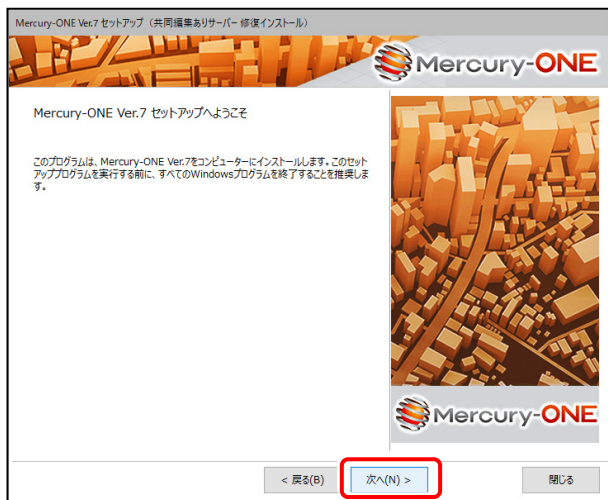 Mercury-ONE Ver.7 セットアップ（共同編集ありサーバー 修復インストール）
Mercury-ONE
Mercury-ONE Ver.7 セットアップへようこそ
このプログラムは、Mercury-ONE Ver.7をコンピューターにインストールします。このセット
アッププログラムを実行する前に、すべてのWindowsプログラムを終了することを推奨しま
す。
Mercury-ONE
< 戻る(B)
次へ(N) >
閉じる